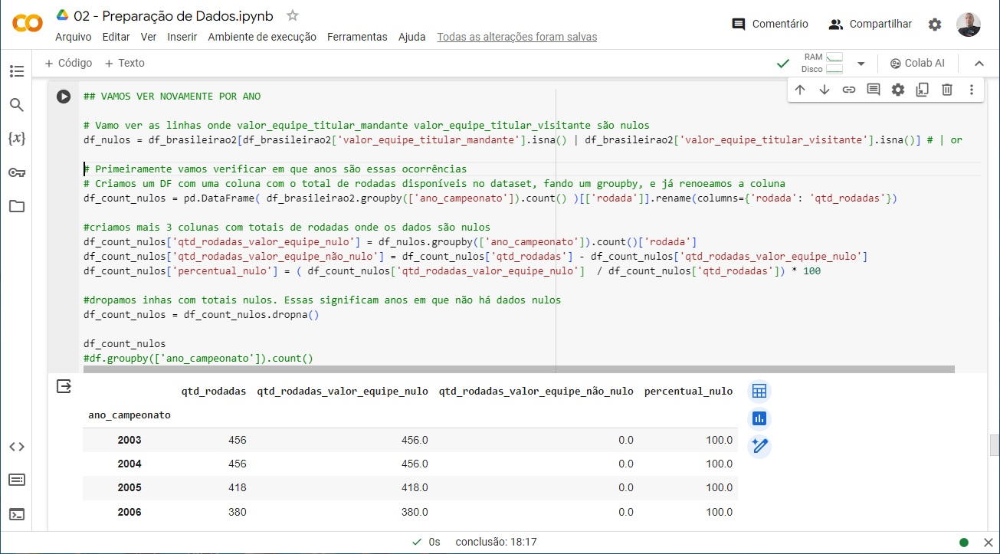 02 - Preparação de Dados.ipynb
Arquivo Editar Ver Inserir Ambiente de execução Ferramentas Ajuda Todas as alterações foram salvas
Comentário Compartilhar
+ Código + Texto
RAM
Disco
Colab AI
## VAMOS VER NOVAMENTE POR ANO
# Vamo ver as linhas onde valor_equipe_titular_mandante valor_equipe_titular_visitante são nulos
df_nulos = df_brasileirao2[df_brasileirao2['valor_equipe_titular_mandante'].isna() | df_brasileirao2['valor_equipe_titular_visitante'].isna()] # | or
# Primeiramente vamos verificar em que anos são essas ocorrências
# Criamos um DF com uma coluna com o total de rodadas disponíveis no dataset, fando um groupby, e já renoeamos a coluna
df_count_nulos = pd.DataFrame( df_brasileirao2.groupby(['ano_campeonato']).count() )[['rodada']].rename(columns={'rodada': 'qtd_rodadas'})
#criamos mais 3 colunas com totais de rodadas onde os dados são nulos
df_count_nulos['qtd_rodadas_valor_equipe_nulo'] = df_nulos.groupby(['ano_campeonato']).count()['rodada']
df_count_nulos['qtd_rodadas_valor_equipe_não_nulo'] = df_count_nulos['qtd_rodadas'] - df_count_nulos['qtd_rodadas_valor_equipe_nulo']
df_count_nulos['percentual_nulo'] = ( df_count_nulos['qtd_rodadas_valor_equipe_nulo']  / df_count_nulos['qtd_rodadas']) * 100
#dropamos inhas com totais nulos. Essas significam anos em que não há dados nulos
df_count_nulos = df_count_nulos.dropna()
df_count_nulos
#df.groupby(['ano_campeonato']).count()
qtd_rodadas qtd_rodadas_valor_equipe_nulo qtd_rodadas_valor_equipe_não_nulo percentual_nulo
ano_campeonato
2003 456 456.0 0.0 100.0
2004 456 456.0 0.0 100.0
2005 418 418.0 0.0 100.0
2006 380 380.0 0.0 100.0
0s conclusão: 18:17